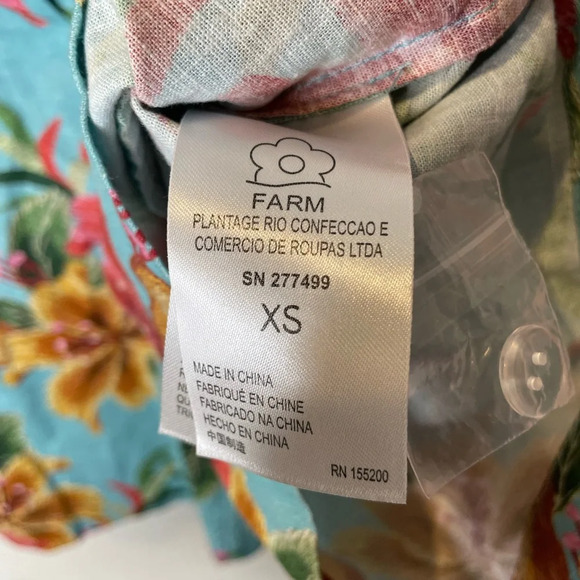 FARM
PLANTAGE RIO CONFECCAO E
COMERCIO DE ROUPAS LTDA
SN 277499
XS
MADE IN CHINA
FABRIQUÉ EN CHINE
FABRICADO NA CHINA
HECHO EN CHINA
中国制造
RN 155200